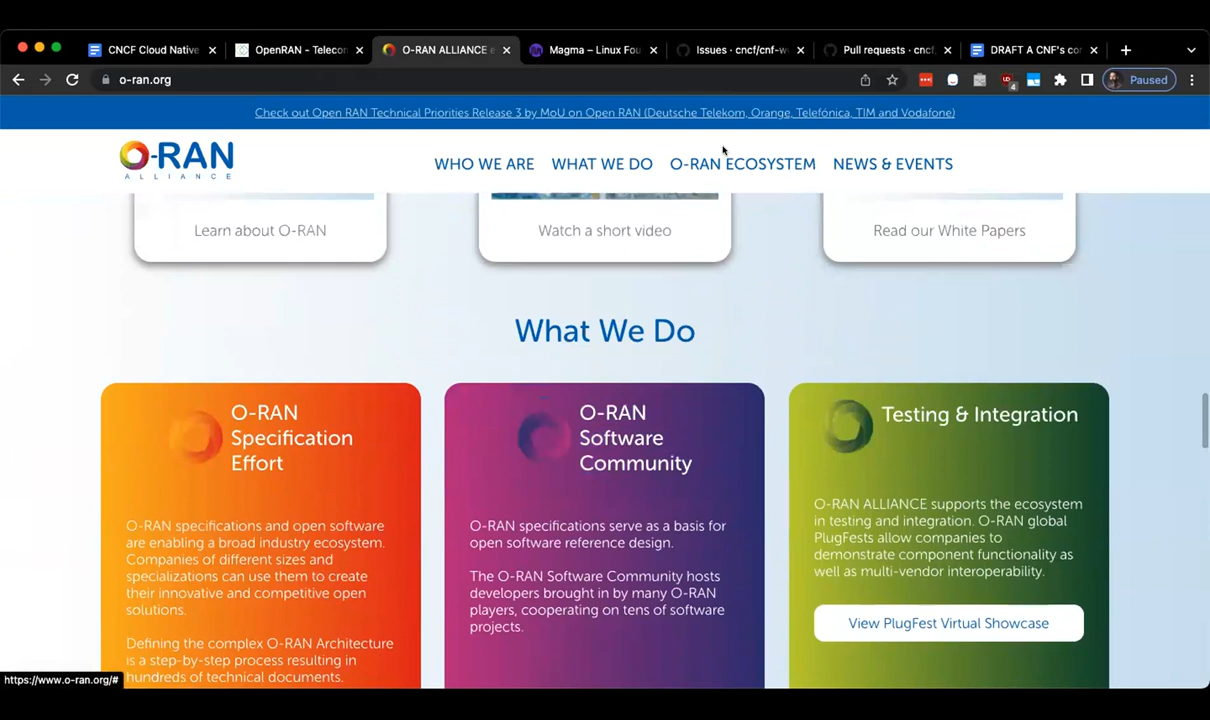 CNCF Cloud Native
OpenRAN – Telecon
O-RAN ALLIANCE e
Magma – Linux Fou
Issues · cncf/cnf-w
Pull requests · cncf/
DRAFT A CNF's co
o-ran.org
4
Paused
Check out Open RAN Technical Priorities Release 3 by MoU on Open RAN (Deutsche Telekom, Orange, Telefónica, TIM and Vodafone)
O-RAN
ALLIANCE
WHO WE ARE
WHAT WE DO
O-RAN ECOSYSTEM
NEWS & EVENTS
Learn about O-RAN
Watch a short video
Read our White Papers
What We Do
O-RAN
Specification
Effort
O-RAN specifications and open software
are enabling a broad industry ecosystem.
Companies of different sizes and
specializations can use them to create
their innovative and competitive open
solutions.
Defining the complex O-RAN Architecture
is a step-by-step process resulting in
hundreds of technical documents.
O-RAN
Software
Community
O-RAN specifications serve as a basis for
open software reference design.
The O-RAN Software Community hosts
developers brought in by many O-RAN
players, cooperating on tens of software
projects.
Testing & Integration
O-RAN ALLIANCE supports the ecosystem
in testing and integration. O-RAN global
PlugFests allow companies to
demonstrate component functionality as
well as multi-vendor interoperability.
View PlugFest Virtual Showcase
https://www.o-ran.org/#